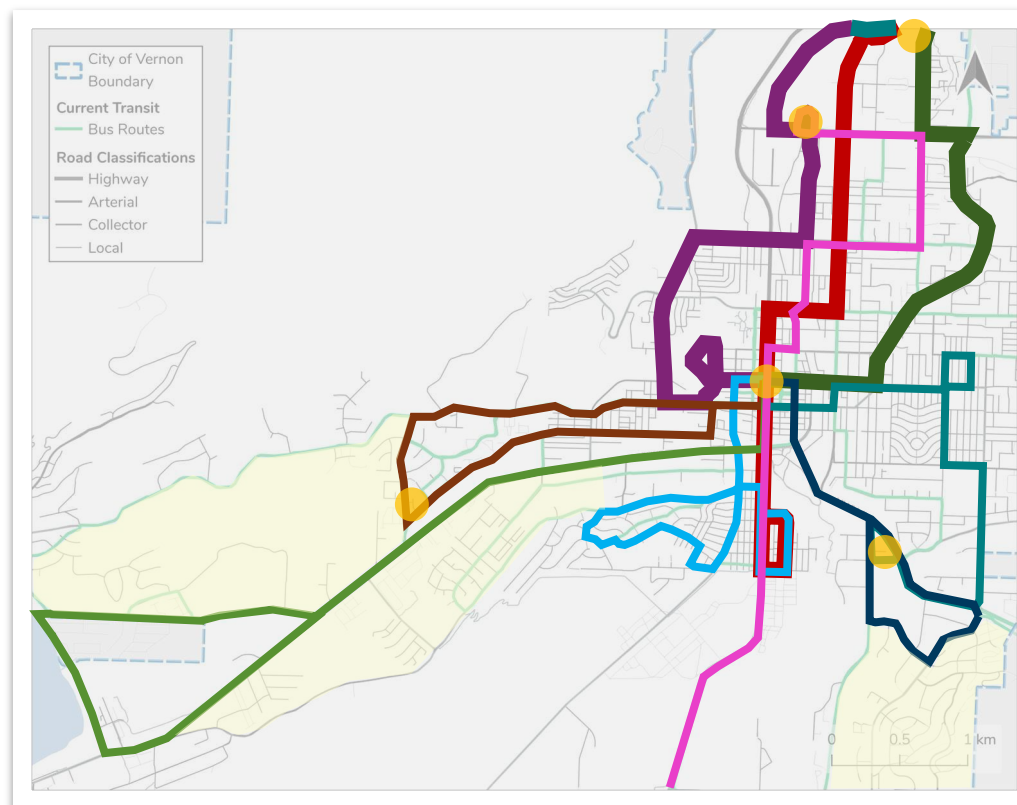 City of Vernon
Boundary
Current Transit
Bus Routes
Road Classifications
Highway
Arterial
Collector
Local
0 0.5 1 km